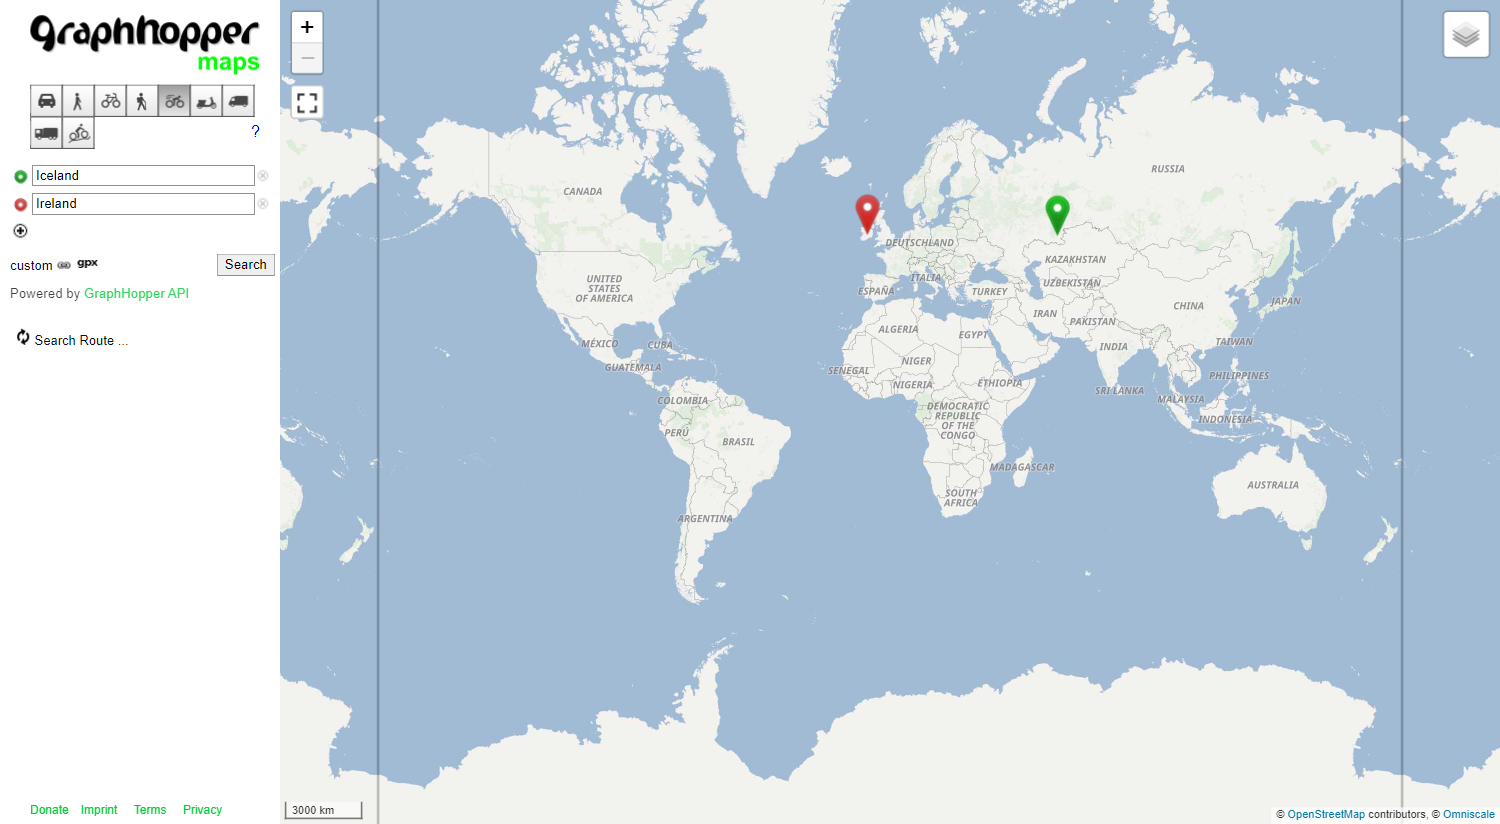 graphhopper
maps
?
Iceland
Ireland
custom gpx
Search
Powered by GraphHopper API
Search Route ...
Donate Imprint Terms Privacy
+
−
RUSSIA
CANADA
DEUTSCHLAND
KAZAKHSTAN
UNITED
STATES
OF AMERICA
ITALIA
UZBEKISTAN
ESPAÑA
TURKEY
CHINA
JAPAN
IRAN
PAKISTAN
ALGERIA
EGYPT
MÉXICO
CUBA
INDIA
TAIWAN
GUATEMALA
NIGER
SENEGAL
NIGERIA
ETHIOPIA
PHILIPPINES
SRI LANKA
MALAYSIA
COLOMBIA
DEMOCRATIC
REPUBLIC
OF THE
CONGO
INDONESIA
PERÚ
BRASIL
MADAGASCAR
AUSTRALIA
SOUTH
AFRICA
ARGENTINA
3000 km
© OpenStreetMap contributors, © Omniscale